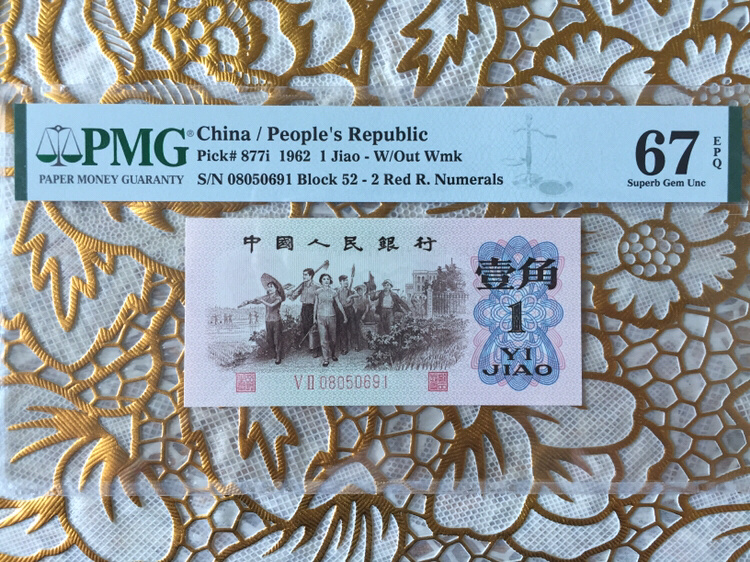 PMG®
PAPER MONEY GUARANTY
China / People's Republic
Pick# 877i 1962 1 Jiao - W/Out Wmk
S/N 08050691 Block 52 - 2 Red R. Numerals
67
EPQ
Superb Gem Unc
中國人民銀行
壹角
1
YI
JIAO
VII 08050691